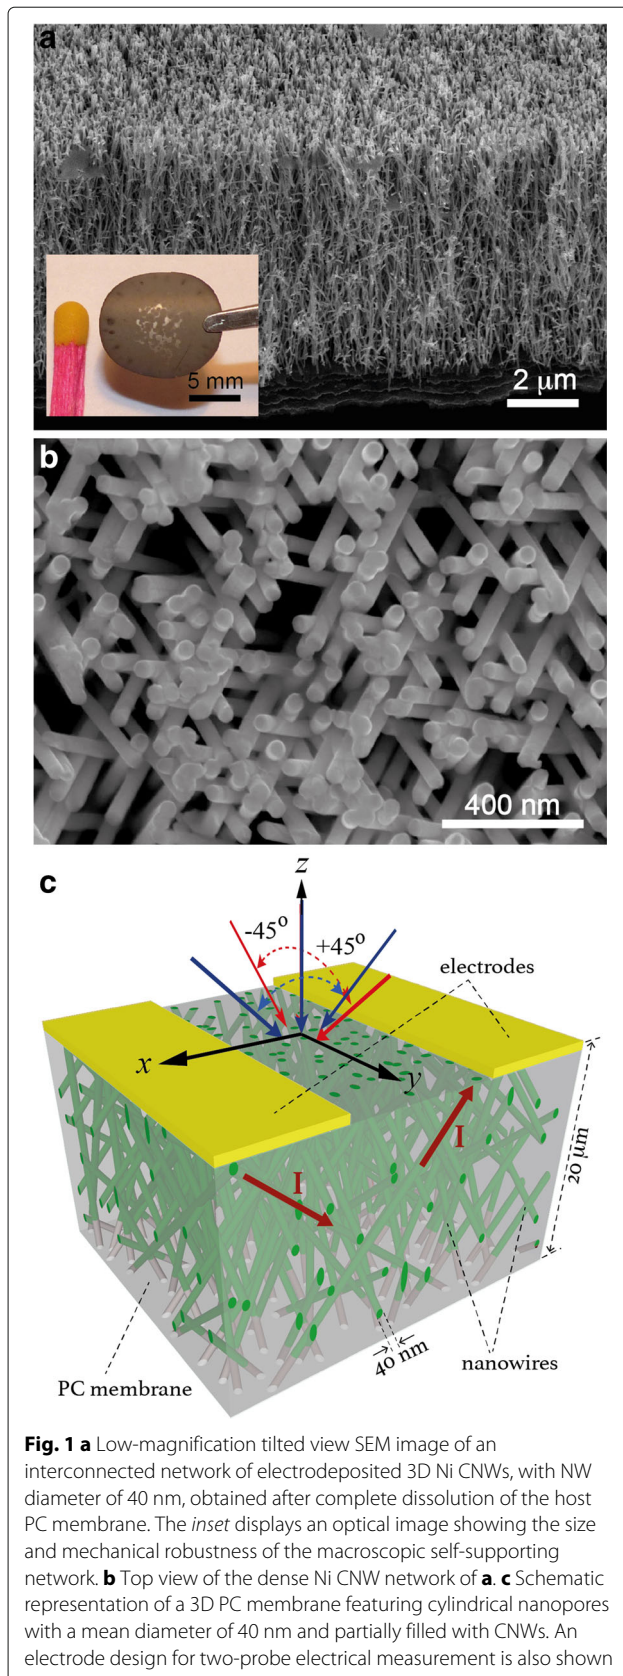 a
5 mm
2 μm
b
400 nm
c
z
-45º
+45º
electrodes
x
y
I
I
20 μm
40 nm
nanowires
PC membrane
Fig. 1 a Low-magnification tilted view SEM image of an
interconnected network of electrodeposited 3D Ni CNWs, with NW
diameter of 40 nm, obtained after complete dissolution of the host
PC membrane. The inset displays an optical image showing the size
and mechanical robustness of the macroscopic self-supporting
network. b Top view of the dense Ni CNW network of a. c Schematic
representation of a 3D PC membrane featuring cylindrical nanopores
with a mean diameter of 40 nm and partially filled with CNWs. An
electrode design for two-probe electrical measurement is also shown